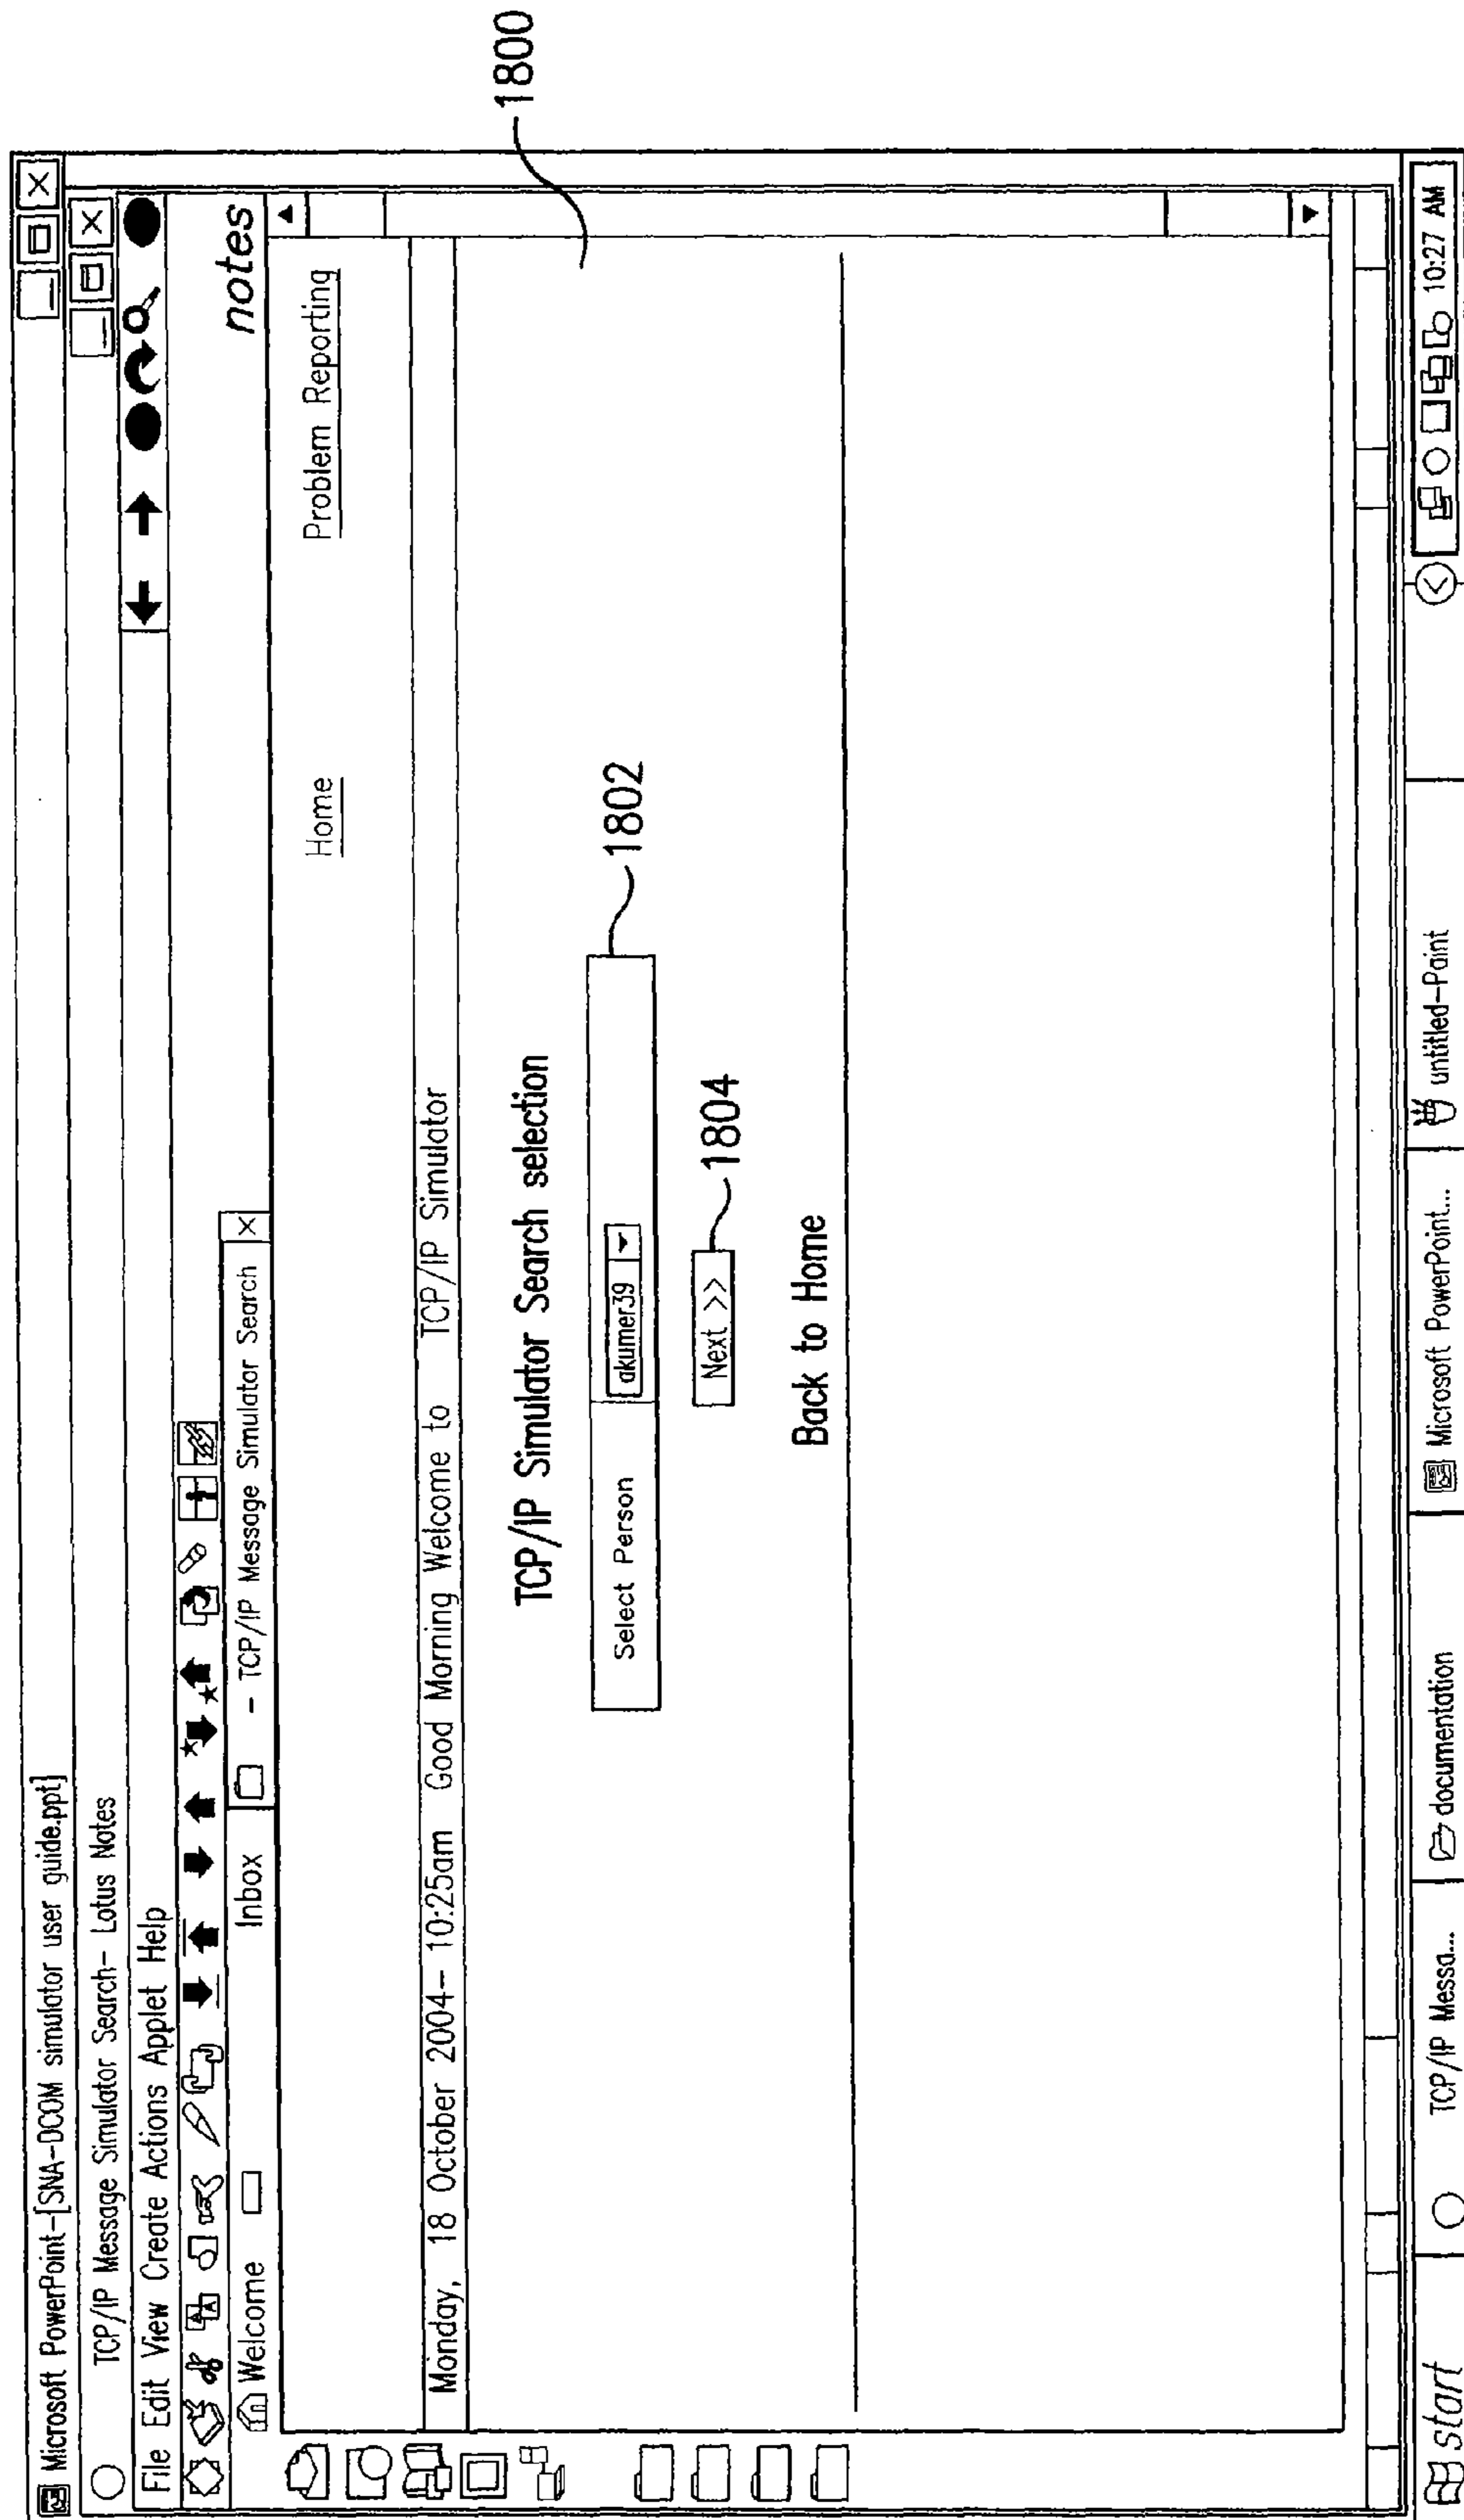 Microsoft PowerPoint-[SNA-DCOM simulator user guide.ppt]
TCP/IP Message Simulator Search- Lotus Notes
File Edit View Create Actions Applet Help
Welcome
Inbox
- TCP/IP Message Simulator Search
notes
Home
Problem Reporting
Monday, 18 October 2004- 10:25am Good Morning Welcome to TCP/IP Simulator
TCP/IP Simulator Search selection
1800
Select Person
akumer39
1802
Next >>
1804
Back to Home
start
TCP/IP Messa...
documentation
Microsoft PowerPoint...
untitled-Paint
10:27 AM